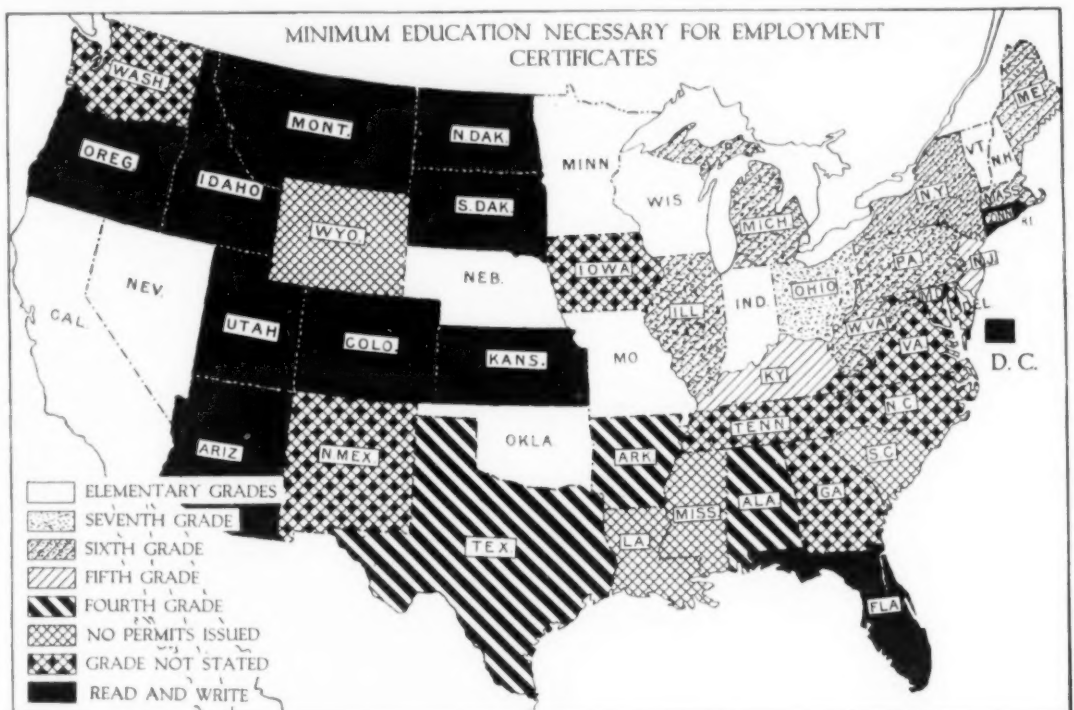 MINIMUM EDUCATION NECESSARY FOR EMPLOYMENT
CERTIFICATES
WASH
OREG
IDAHO
MONT.
N.DAK.
S.DAK.
WYO.
NEB.
MINN
WIS
IOWA
MICH
ILL
IND.
OHIO
KY
W.VA
PA
N.Y
VT
N.H
ME
MASS
CONN
R.I.
N.J
DEL
MD
D. C.
VA
N.C
S.C
TENN
GA
ALA
MISS
LA
ARK
MO
KANS.
OKLA
TEX
N MEX
COLO.
UTAH
ARIZ
NEV.
CAL.
FLA
ELEMENTARY GRADES
SEVENTH GRADE
SIXTH GRADE
FIFTH GRADE
FOURTH GRADE
NO PERMITS ISSUED
GRADE NOT STATED
READ AND WRITE